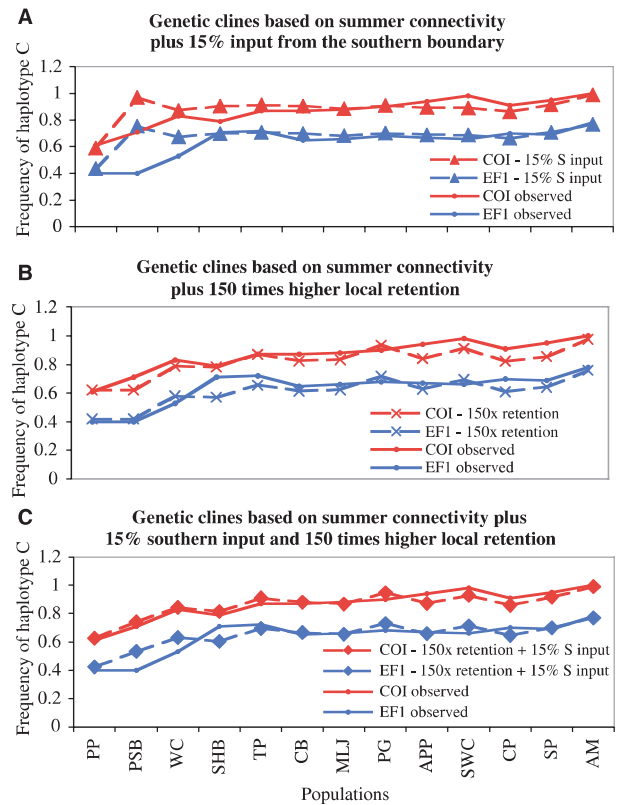 A
Genetic clines based on summer connectivity
plus 15% input from the southern boundary
Frequency of haplotype C
1.2
1
0.8
0.6
0.4
0.2
0
COI - 15% S input
EF1 - 15% S input
COI observed
EF1 observed
B
Genetic clines based on summer connectivity
plus 150 times higher local retention
Frequency of haplotype C
1.2
1
0.8
0.6
0.4
0.2
0
COI - 150x retention
EF1 - 150x retention
COI observed
EF1 observed
C
Genetic clines based on summer connectivity plus
15% southern input and 150 times higher local retention
Frequency of haplotype C
1.2
1
0.8
0.6
0.4
0.2
0
COI - 150x retention + 15% S input
EF1 - 150x retention + 15% S input
COI observed
EF1 observed
PP PSB WC SHB TP CB MLJ PG APP SWC CP SP AM
Populations